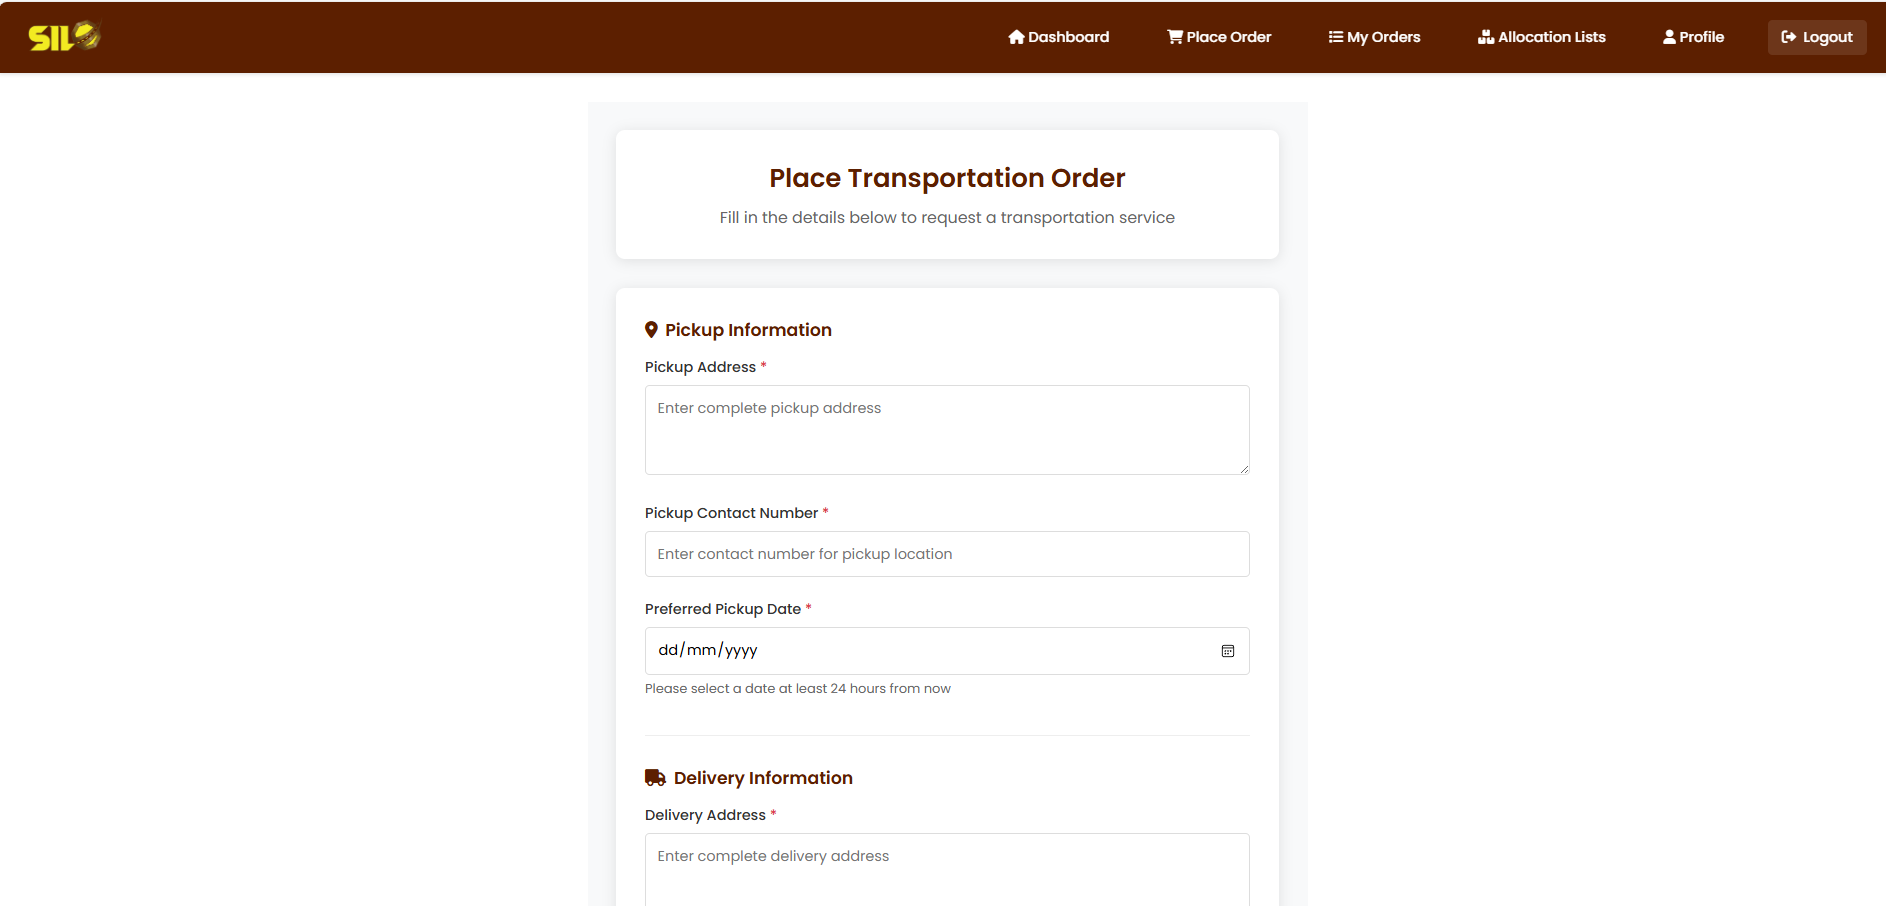 SILO
Dashboard
Place Order
My Orders
Allocation Lists
Profile
Logout
Place Transportation Order
Fill in the details below to request a transportation service
Pickup Information
Pickup Address *
Enter complete pickup address
Pickup Contact Number *
Enter contact number for pickup location
Preferred Pickup Date *
dd/mm/yyyy
Please select a date at least 24 hours from now
Delivery Information
Delivery Address *
Enter complete delivery address